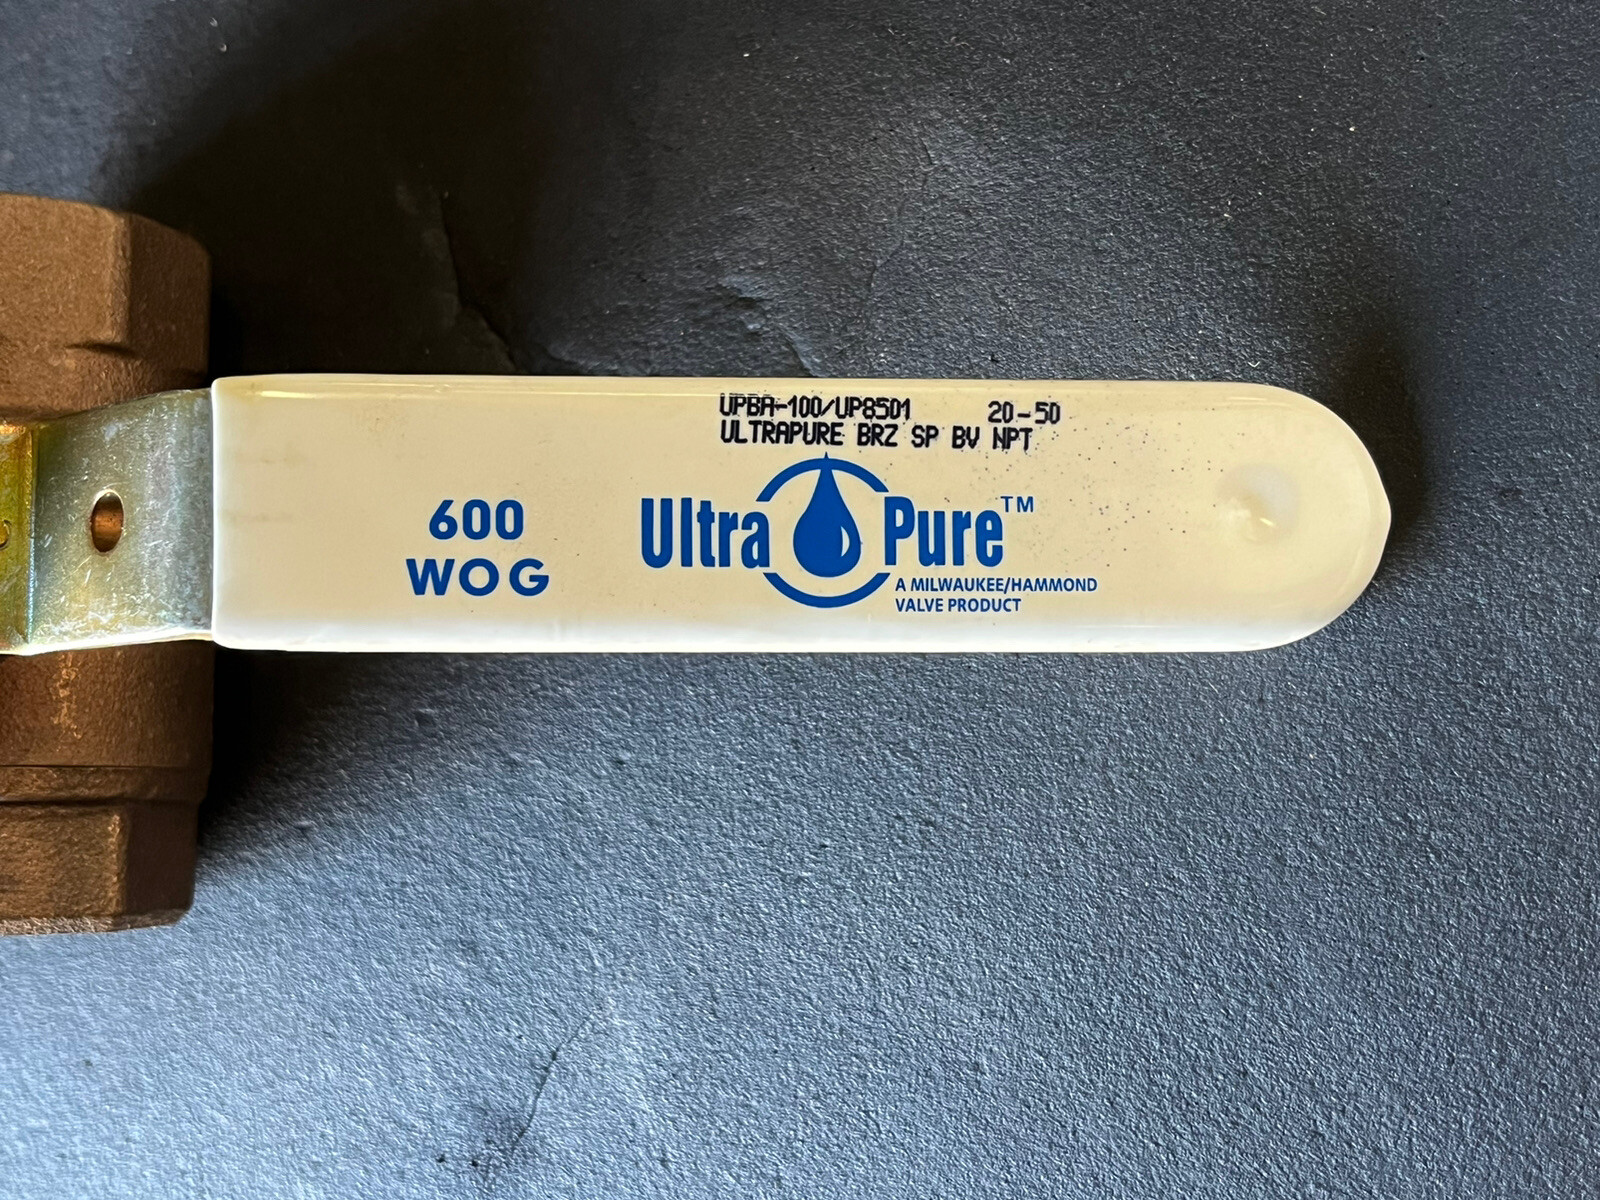 UPBA-100/UP8501 20-50
ULTRAPURE BRZ SP BV NPT
600
WOG
Ultra Pure™
A MILWAUKEE/HAMMOND
VALVE PRODUCT